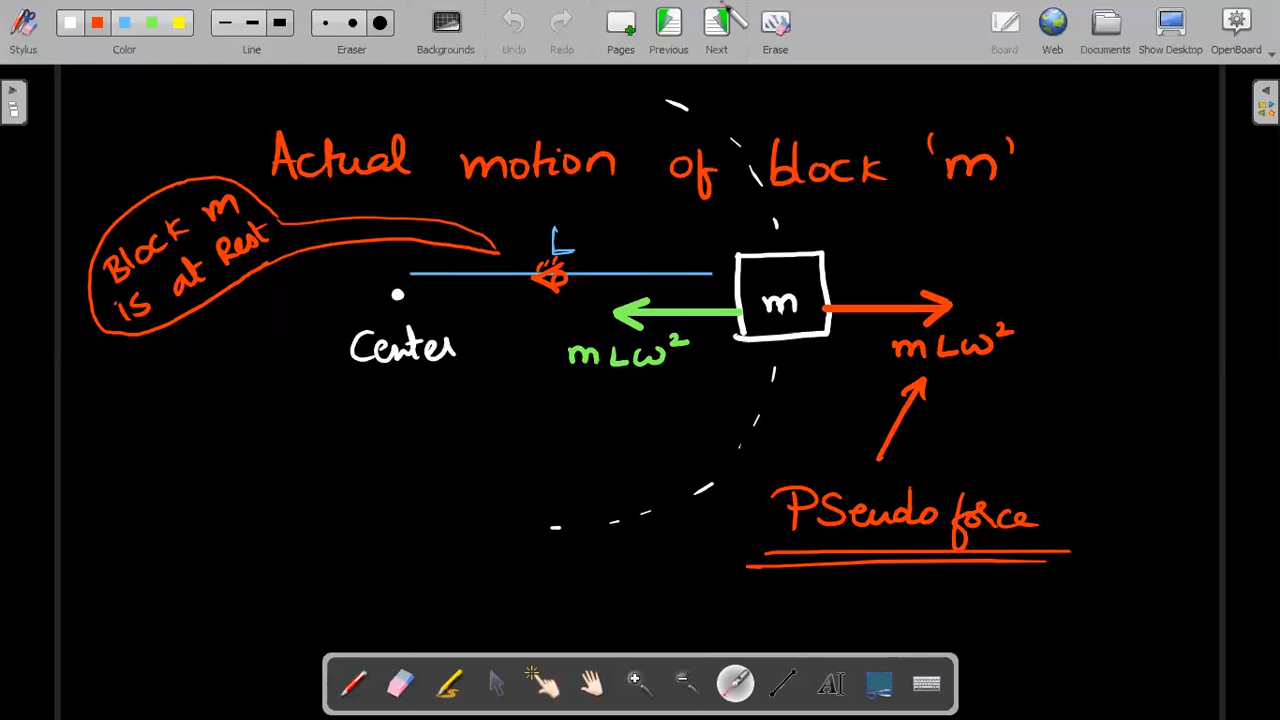 Stylus
Color
Line
Eraser
Backgrounds
Undo
Redo
Pages
Previous
Next
Erase
Board
Web
Documents
Show Desktop
OpenBoard
Actual motion of block 'm'
Block m
is at Rest
L
m
Center
mLω²
mLω²
PSeudo force
AI